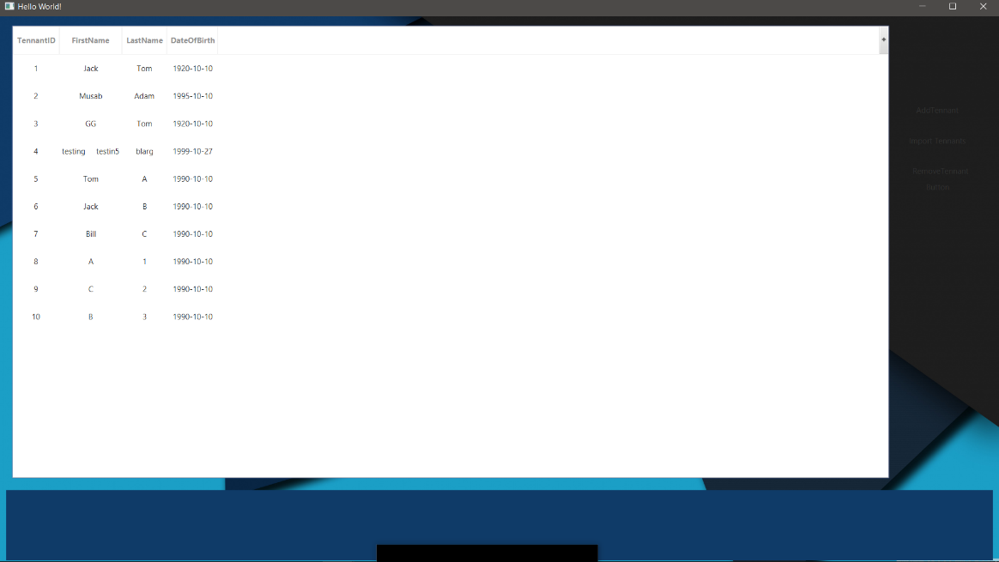 Hello World!
TennantID FirstName LastName DateOfBirth +
1 Jack Tom 1920-10-10
2 Musab Adam 1995-10-10
3 GG Tom 1920-10-10
4 testing testin5 blarg 1999-10-27
5 Tom A 1990-10-10
6 Jack B 1990-10-10
7 Bill C 1990-10-10
8 A 1 1990-10-10
9 C 2 1990-10-10
10 B 3 1990-10-10
AddTennant
Import Tennants
RemoveTennant
Button